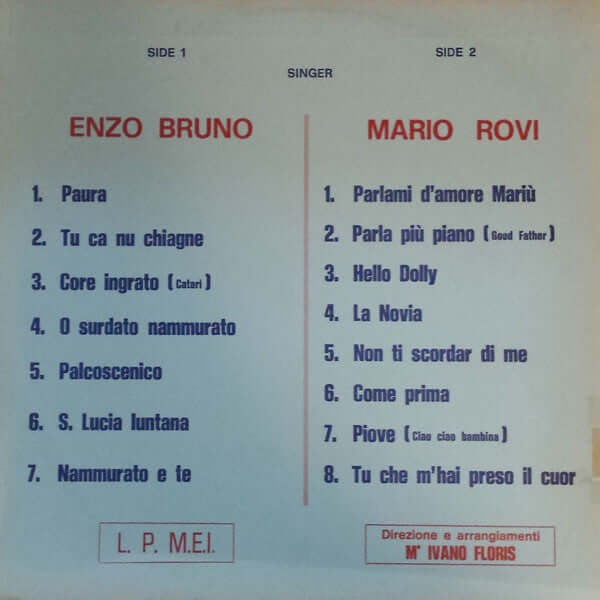 SIDE 1
SIDE 2
SINGER
ENZO BRUNO
1. Paura
2. Tu ca nu chiagne
3. Core ingrato (Catari)
4. O surdato nammurato
5. Palcoscenico
6. S. Lucia luntana
7. Nammurato e te
L. P. M.E.I.
MARIO ROVI
1. Parlami d'amore Mariù
2. Parla più piano (Good Father)
3. Hello Dolly
4. La Novia
5. Non ti scordar di me
6. Come prima
7. Piove (Ciao ciao bambina)
8. Tu che m'hai preso il cuor
Direzione e arrangiamenti
M° IVANO FLORIS